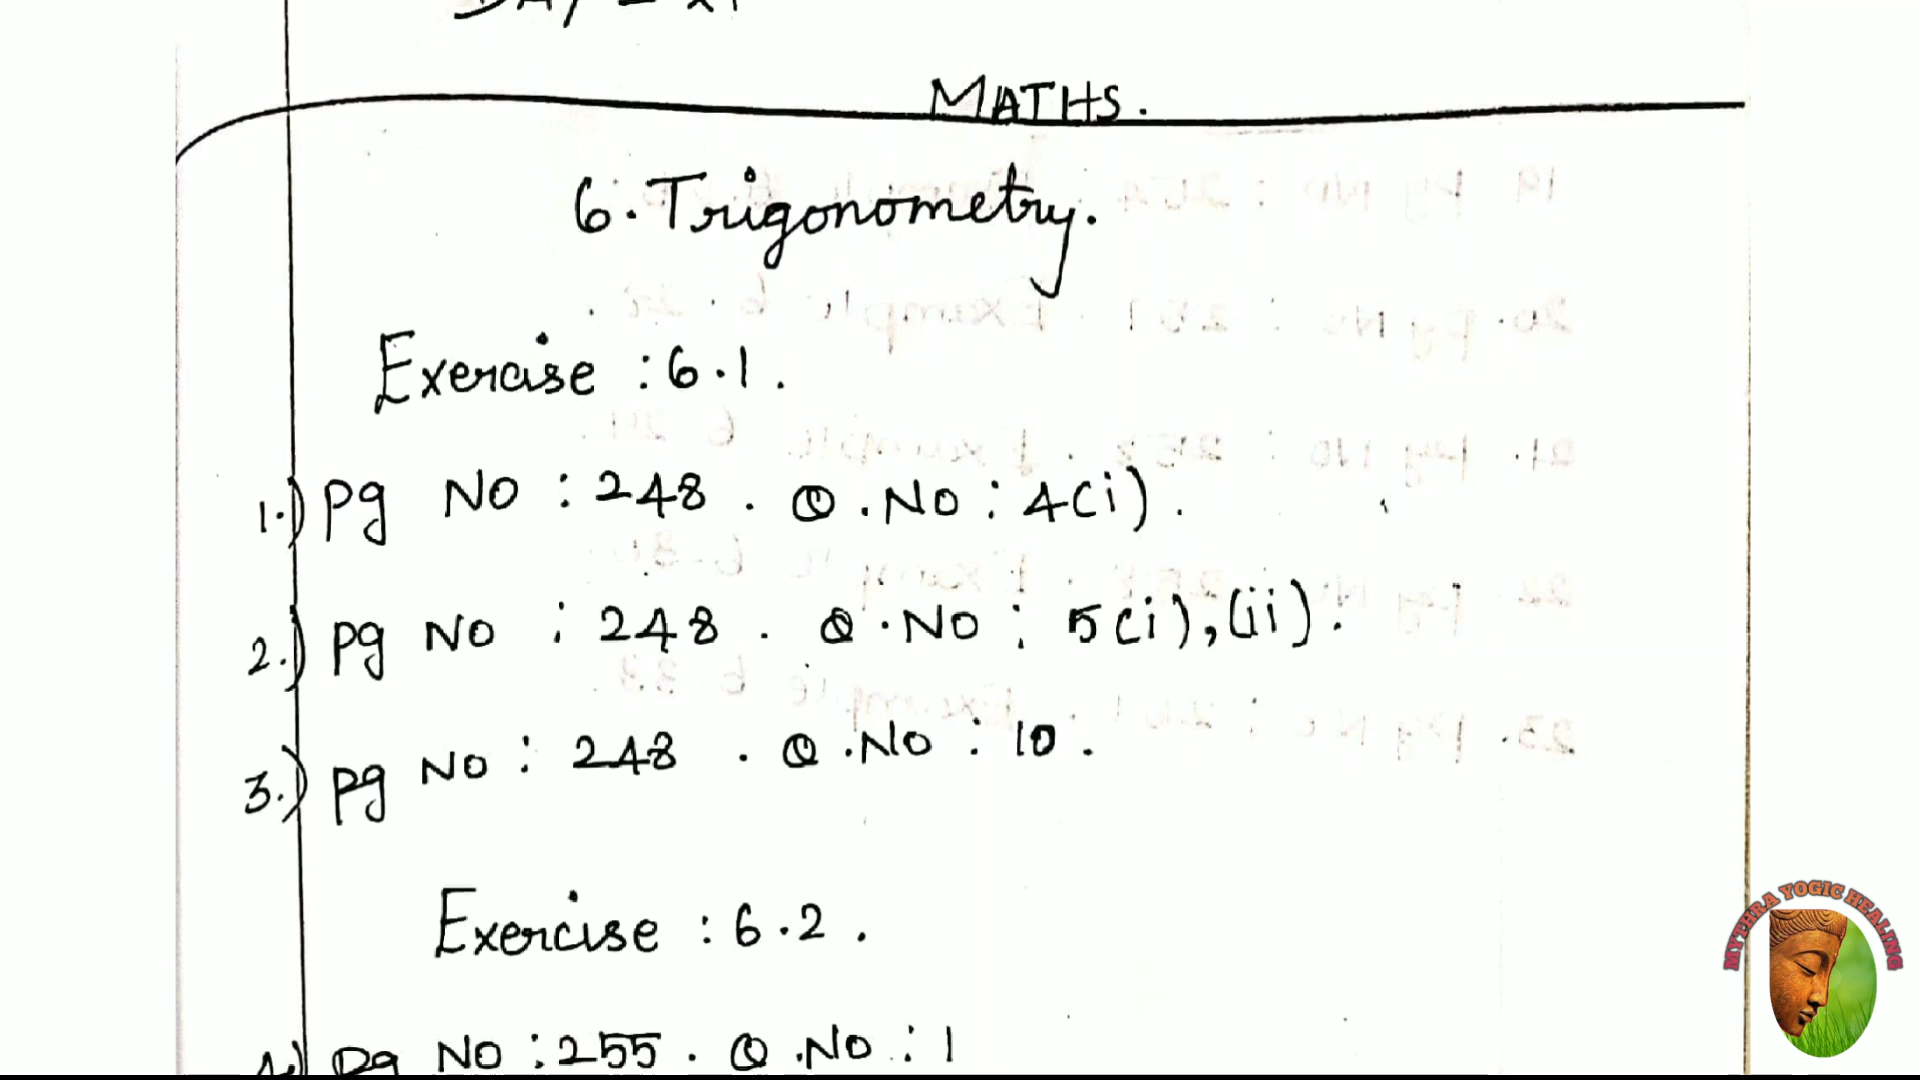 MATHS.
6. Trigonometry.
Exercise : 6.1.
1.) Pg No : 248 . Q.No : 4(i).
2.) Pg No : 248 . Q.No : 5(i),(ii).
3.) Pg No : 248 . Q.No : 10.
Exercise : 6.2.
4.) Pg No : 255 . Q.No : 1
MYTHRA YOGIC HEALING